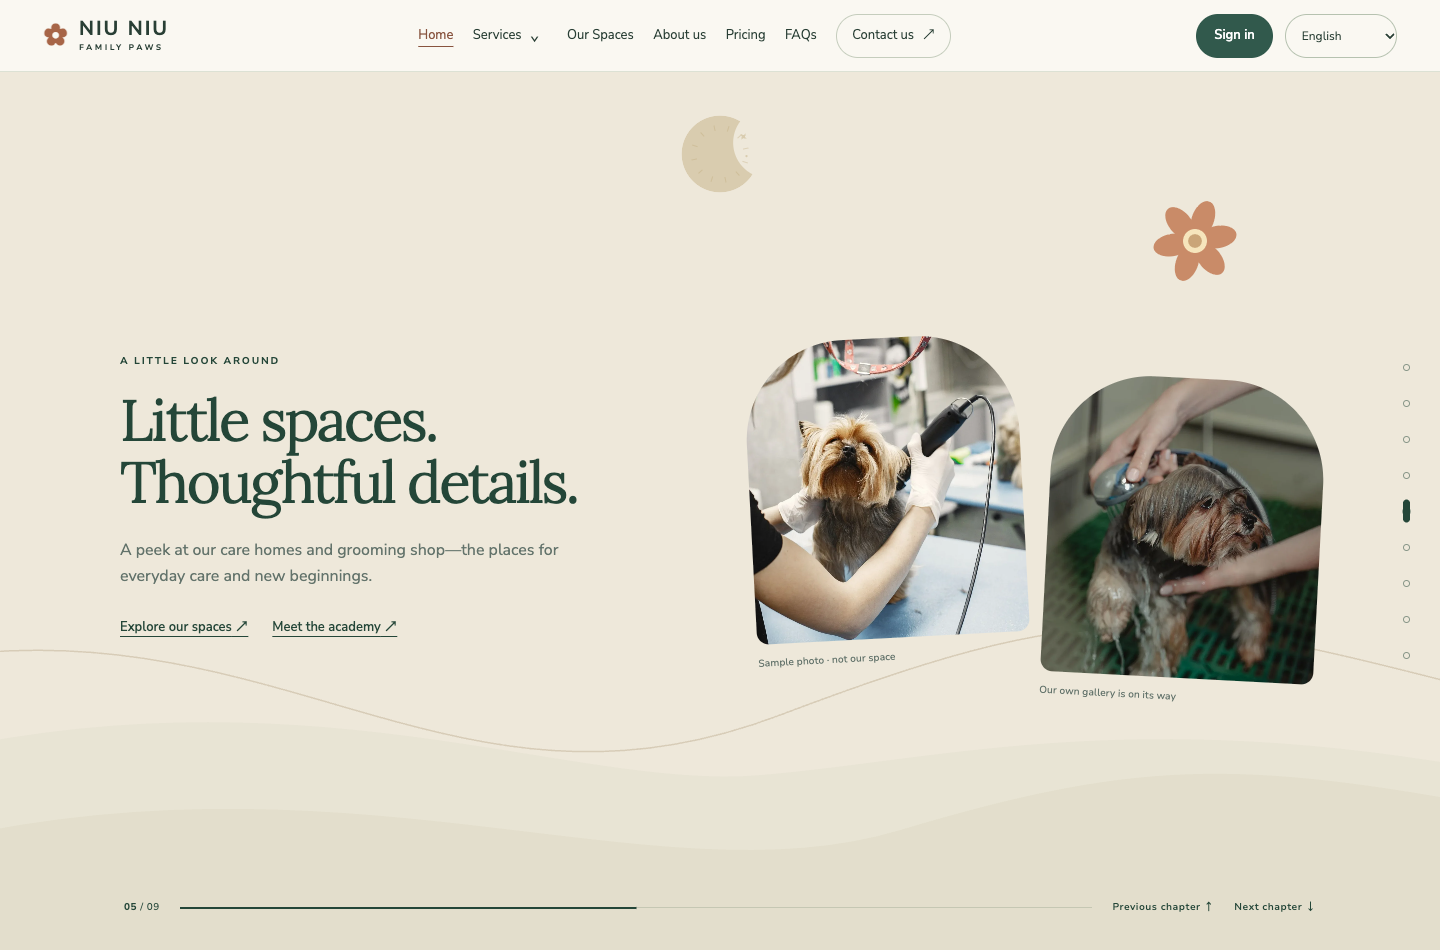 NIU NIU
FAMILY PAWS
Home
Services
Our Spaces
About us
Pricing
FAQs
Contact us ↗
Sign in
English
A LITTLE LOOK AROUND
Little spaces.
Thoughtful details.
A peek at our care homes and grooming shop—the places for
everyday care and new beginnings.
Explore our spaces ↗
Meet the academy ↗
Sample photo · not our space
Our own gallery is on its way
05 / 09
Previous chapter ↑
Next chapter ↓